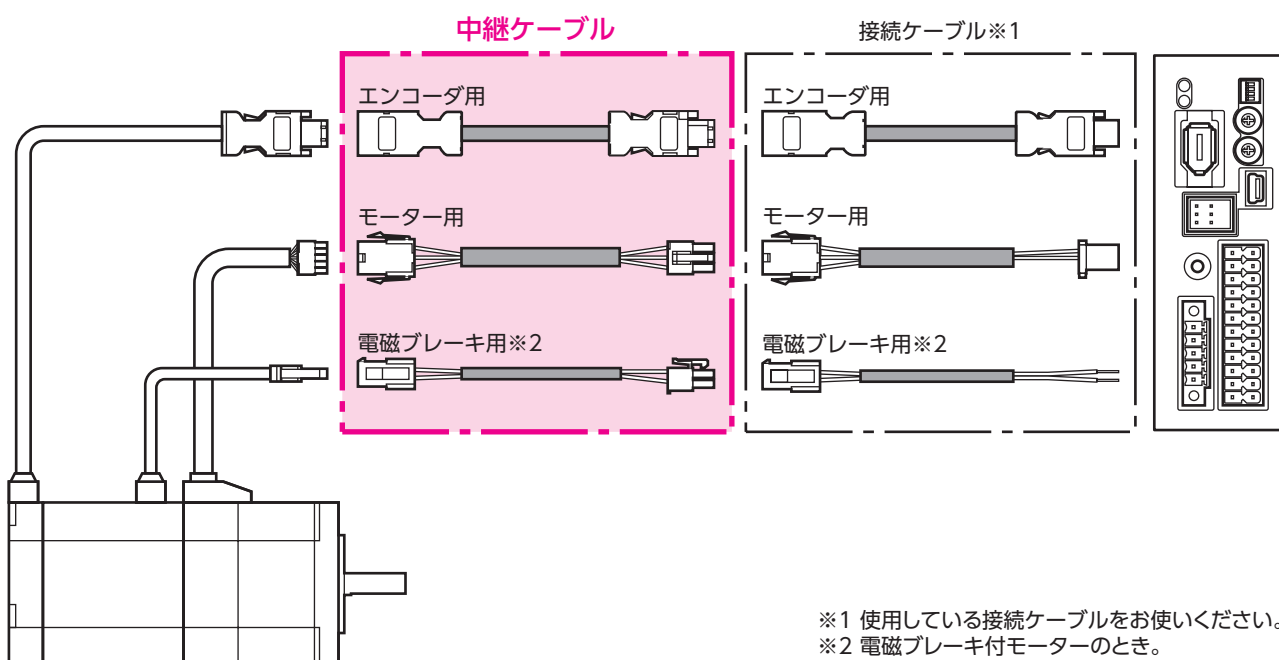 中継ケーブル
接続ケーブル※1
エンコーダ用
エンコーダ用
モーター用
モーター用
電磁ブレーキ用※2
電磁ブレーキ用※2
※1 使用している接続ケーブルをお使いください。
※2 電磁ブレーキ付モーターのとき。